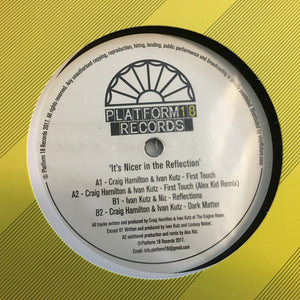 Any unauthorised copying, reproduction, hiring, lending, public performance and broadcasting is prohibited.
© Platform 18 Records 2017. All rights reserved.
PLATFORM 18
RECORDS
'It's Nicer in the Reflection'
A1 - Craig Hamilton & Ivan Kutz - First Touch
A2 - Craig Hamilton & Ivan Kutz - First Touch (Alex Kid Remix)
B1 - Ivan Kutz & Niz - Reflections
B2 - Craig Hamilton & Ivan Kutz - Dark Matter
All tracks written and produced by Craig Hamilton & Ivan Kutz at The Engine Room.
Except B1 Written and produced by Ivan Kutz and Lindsey
A2 additional production and remix by Alex Kid.
© Platform 18 Records 2017.
Email: info.platform18@gmail.com